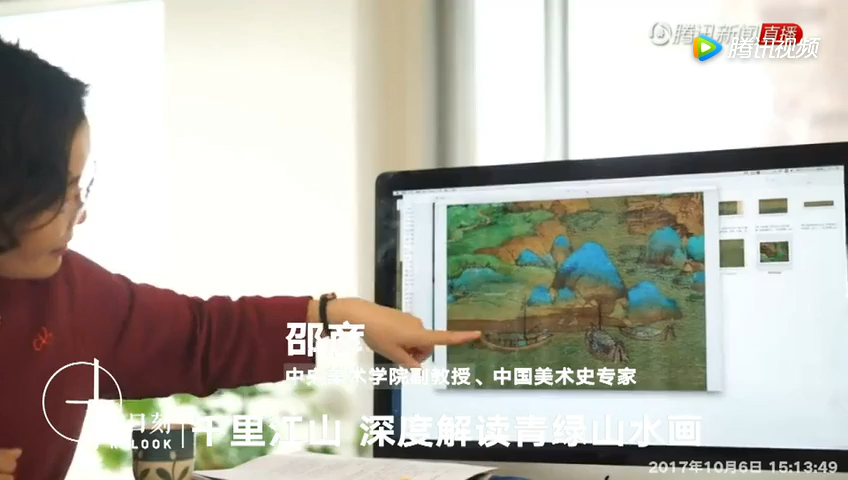 腾讯新闻 直播
腾讯视频
邵彦
中央美术学院副教授、中国美术史专家
日刻
LOOK
千里江山 深度解读青绿山水画
2017年10月6日 15:13:49